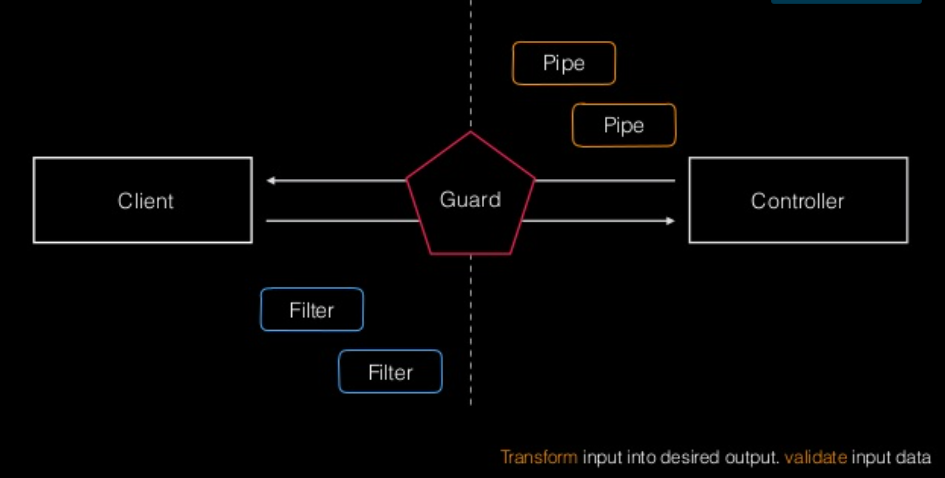 Pipe
Pipe
Client
Guard
Controller
Filter
Filter
Transform input into desired output. validate input data